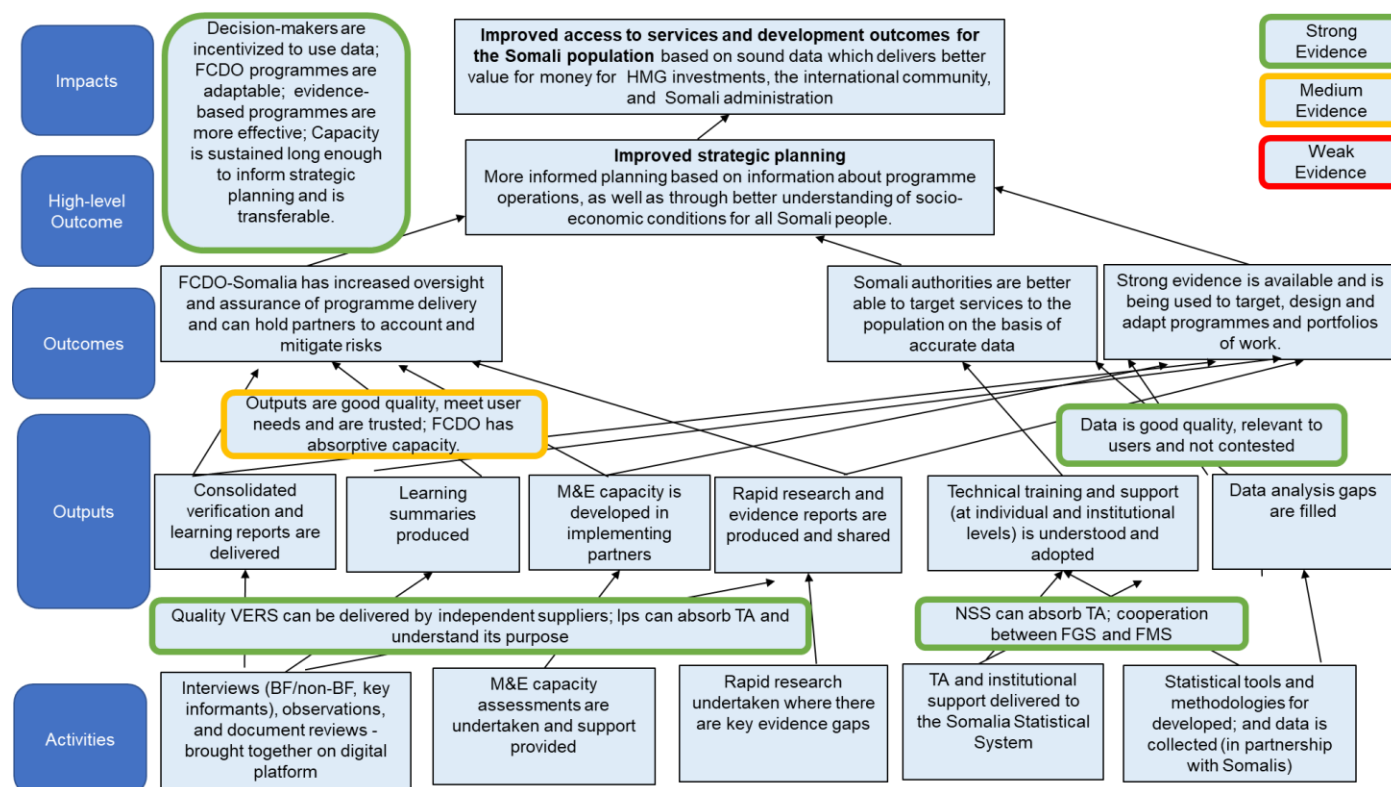 Impacts
Decision-makers are
incentivized to use data;
FCDO programmes are
adaptable; evidence-
based programmes are
more effective; Capacity
is sustained long enough
to inform strategic
planning and is
transferable.
Improved access to services and development outcomes for
the Somali population based on sound data which delivers better
value for money for HMG investments, the international community,
and Somali administration
Strong
Evidence
Medium
Evidence
Weak
Evidence
High-level
Outcome
Improved strategic planning
More informed planning based on information about programme
operations, as well as through better understanding of socio-
economic conditions for all Somali people.
Outcomes
FCDO-Somalia has increased oversight
and assurance of programme delivery
and can hold partners to account and
mitigate risks
Somali authorities are better
able to target services to the
population on the basis of
accurate data
Strong evidence is available and is
being used to target, design and
adapt programmes and portfolios
of work.
Outputs are good quality, meet user
needs and are trusted; FCDO has
absorptive capacity.
Data is good quality, relevant to
users and not contested
Outputs
Consolidated
verification and
learning reports are
delivered
Learning
summaries
produced
M&E capacity is
developed in
implementing
partners
Rapid research and
evidence reports are
produced and shared
Technical training and support
(at individual and institutional
levels) is understood and
adopted
Data analysis gaps
are filled
Quality VERS can be delivered by independent suppliers; Ips can absorb TA and
understand its purpose
NSS can absorb TA; cooperation
between FGS and FMS
Activities
Interviews (BF/non-BF, key
informants), observations,
and document reviews -
brought together on digital
platform
M&E capacity
assessments are
undertaken and support
provided
Rapid research
undertaken where there
are key evidence gaps
TA and institutional
support delivered to
the Somalia Statistical
System
Statistical tools and
methodologies for
developed; and data is
collected (in partnership
with Somalis)